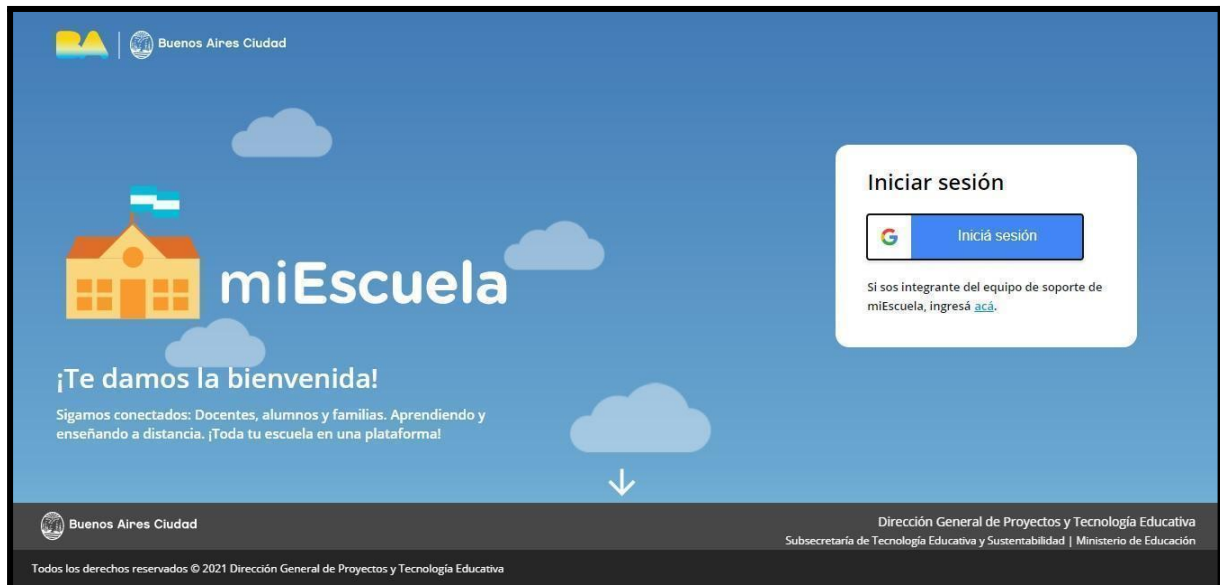 BA
Buenos Aires Ciudad
miEscuela
¡Te damos la bienvenida!
Sigamos conectados: Docentes, alumnos y familias. Aprendiendo y
enseñando a distancia. ¡Toda tu escuela en una plataforma!
Iniciar sesión
G
Iniciá sesión
Si sos integrante del equipo de soporte de
miEscuela, ingresá acá.
Buenos Aires Ciudad
Dirección General de Proyectos y Tecnología Educativa
Subsecretaría de Tecnología Educativa y Sustentabilidad | Ministerio de Educación
Todos los derechos reservados © 2021 Dirección General de Proyectos y Tecnología Educativa